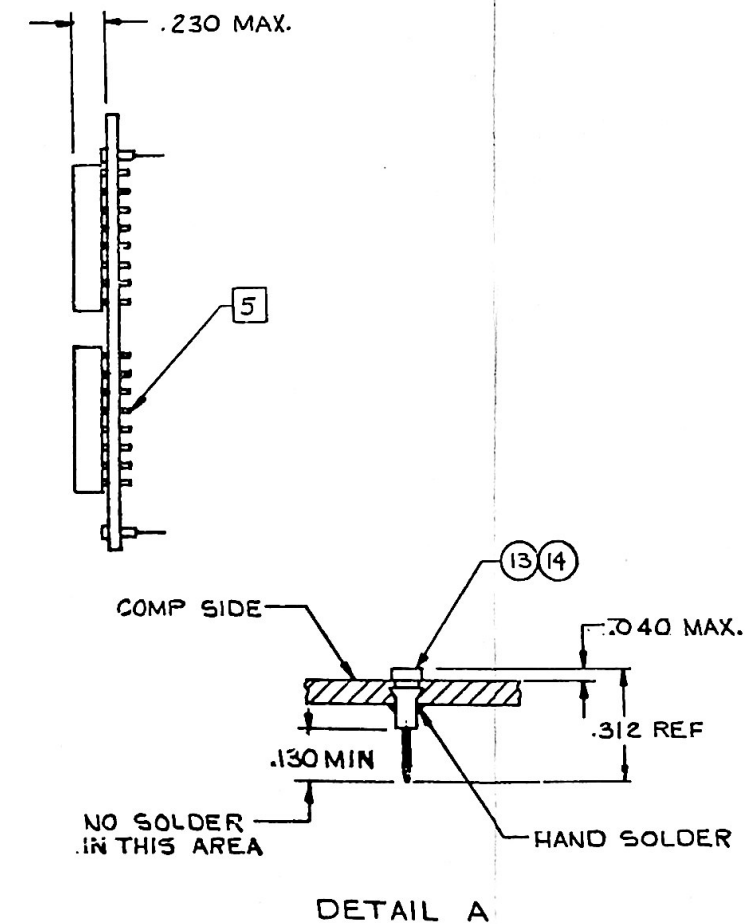 .230 MAX.
5
13 14
COMP SIDE
.040 MAX.
.312 REF
.130 MIN
NO SOLDER
IN THIS AREA
HAND SOLDER
DETAIL A